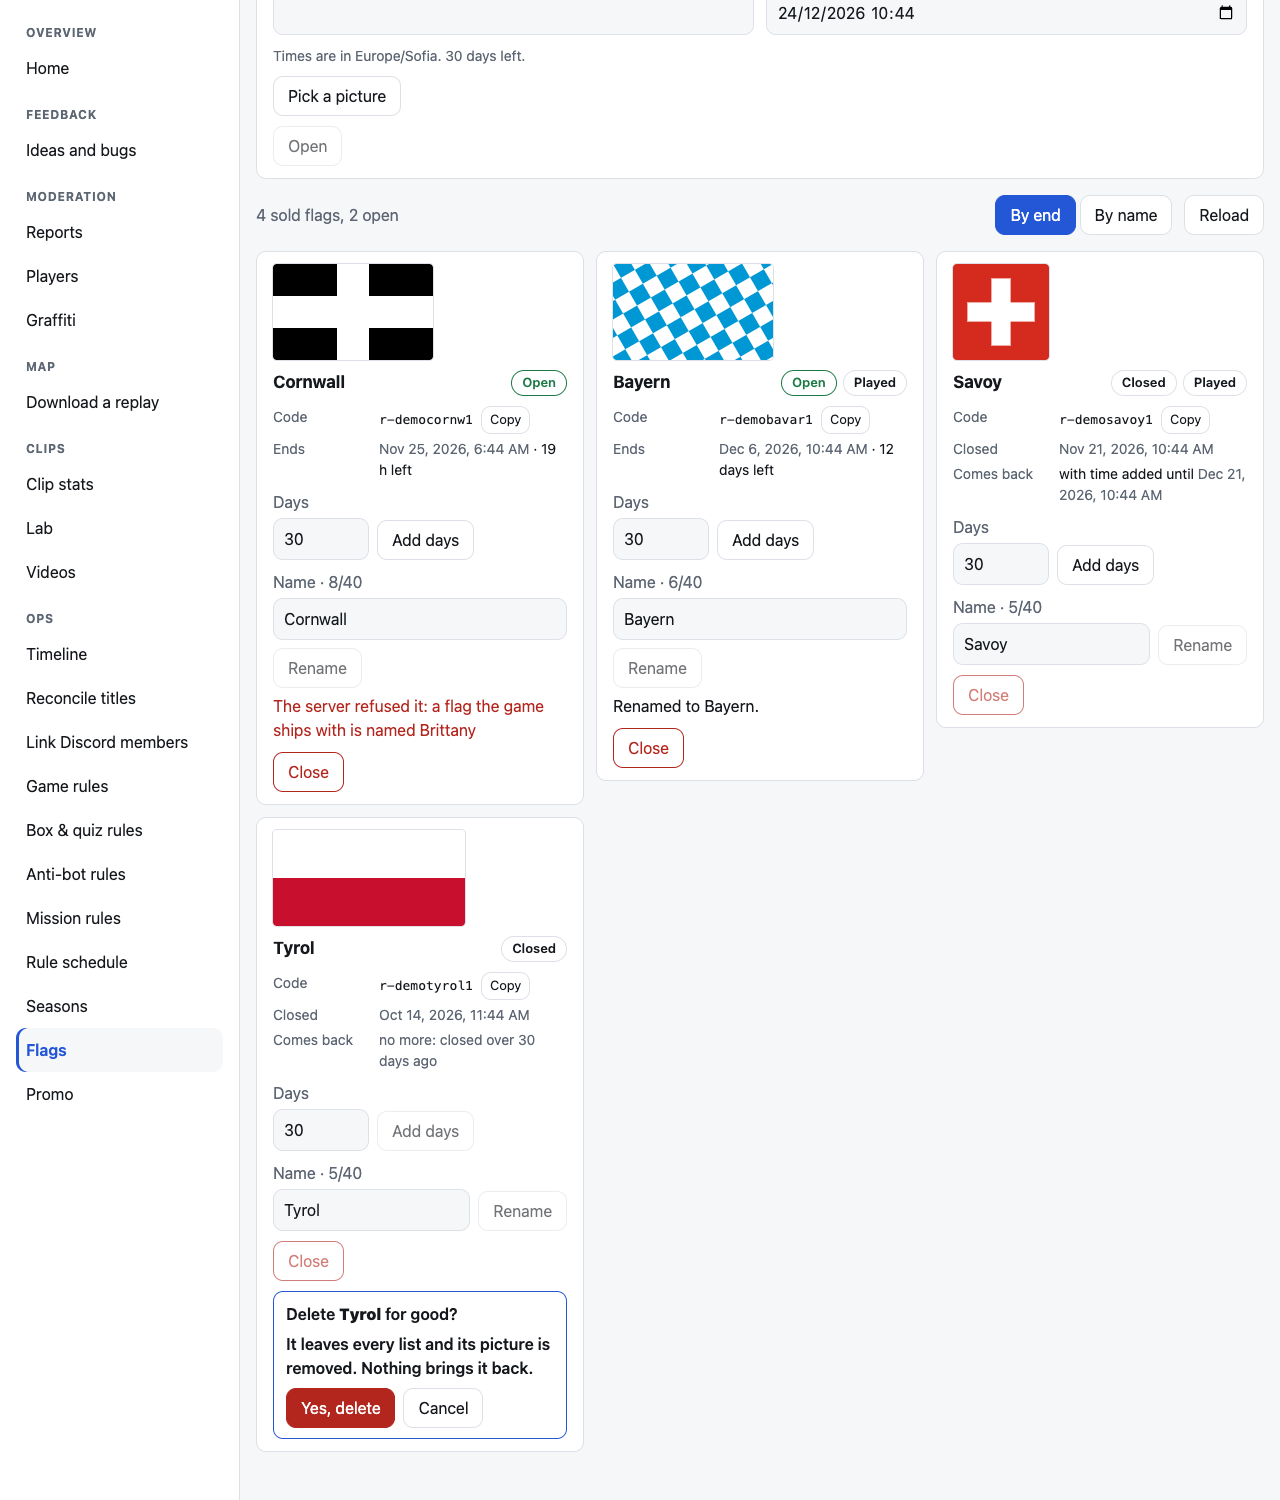 OVERVIEW
Home
FEEDBACK
Ideas and bugs
MODERATION
Reports
Players
Graffiti
MAP
Download a replay
CLIPS
Clip stats
Lab
Videos
OPS
Timeline
Reconcile titles
Link Discord members
Game rules
Box & quiz rules
Anti-bot rules
Mission rules
Rule schedule
Seasons
Flags
Promo
24/12/2026 10:44
Times are in Europe/Sofia. 30 days left.
Pick a picture
Open
4 sold flags, 2 open
By end
By name
Reload
Cornwall
Open
Code
r-democornw1
Copy
Ends
Nov 25, 2026, 6:44 AM · 19
h left
Days
30
Add days
Name · 8/40
Cornwall
Rename
The server refused it: a flag the game
ships with is named Brittany
Close
Bayern
Open
Played
Code
r-demobavar1
Copy
Ends
Dec 6, 2026, 10:44 AM · 12
days left
Days
30
Add days
Name · 6/40
Bayern
Rename
Renamed to Bayern.
Close
Savoy
Closed
Played
Code
r-demosavoy1
Copy
Closed
Nov 21, 2026, 10:44 AM
Comes back
with time added until Dec 21,
2026, 10:44 AM
Days
30
Add days
Name · 5/40
Savoy
Rename
Close
Tyrol
Closed
Code
r-demotyrol1
Copy
Closed
Oct 14, 2026, 11:44 AM
Comes back
no more: closed over 30
days ago
Days
30
Add days
Name · 5/40
Tyrol
Rename
Close
Delete Tyrol for good?
It leaves every list and its picture is
removed. Nothing brings it back.
Yes, delete
Cancel